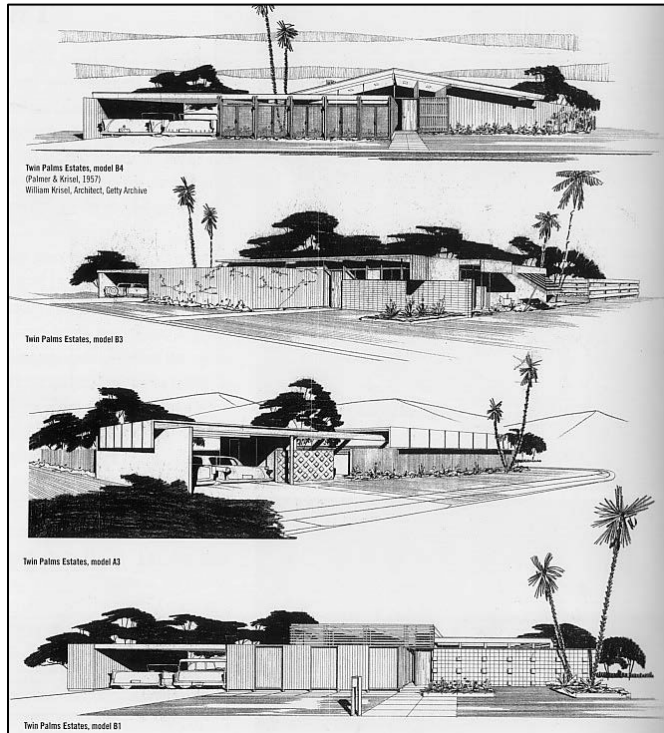 Twin Palms Estates, model B4
(Palmer & Krisel, 1957)
William Krisel, Architect, Getty Archive
Twin Palms Estates, model B3
Twin Palms Estates, model A3
Twin Palms Estates, model B1